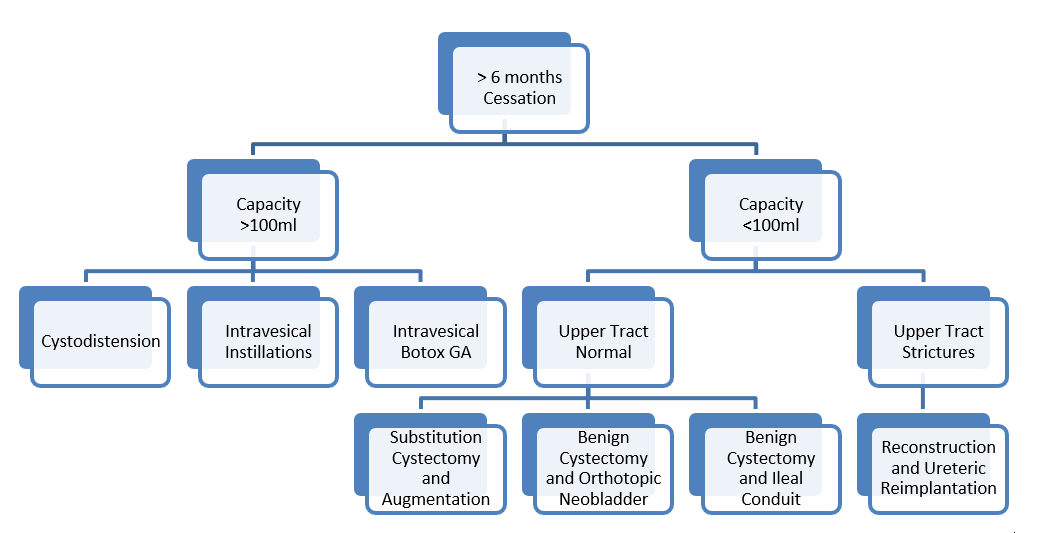 > 6 months
Cessation
Capacity
>100ml
Capacity
<100ml
Cystodistension
Intravesical
Instillations
Intravesical
Botox GA
Upper Tract
Normal
Upper Tract
Strictures
Substitution
Cystectomy
and
Augmentation
Benign
Cystectomy
and Orthotopic
Neobladder
Benign
Cystectomy
and Ileal
Conduit
Reconstruction
and Ureteric
Reimplantation